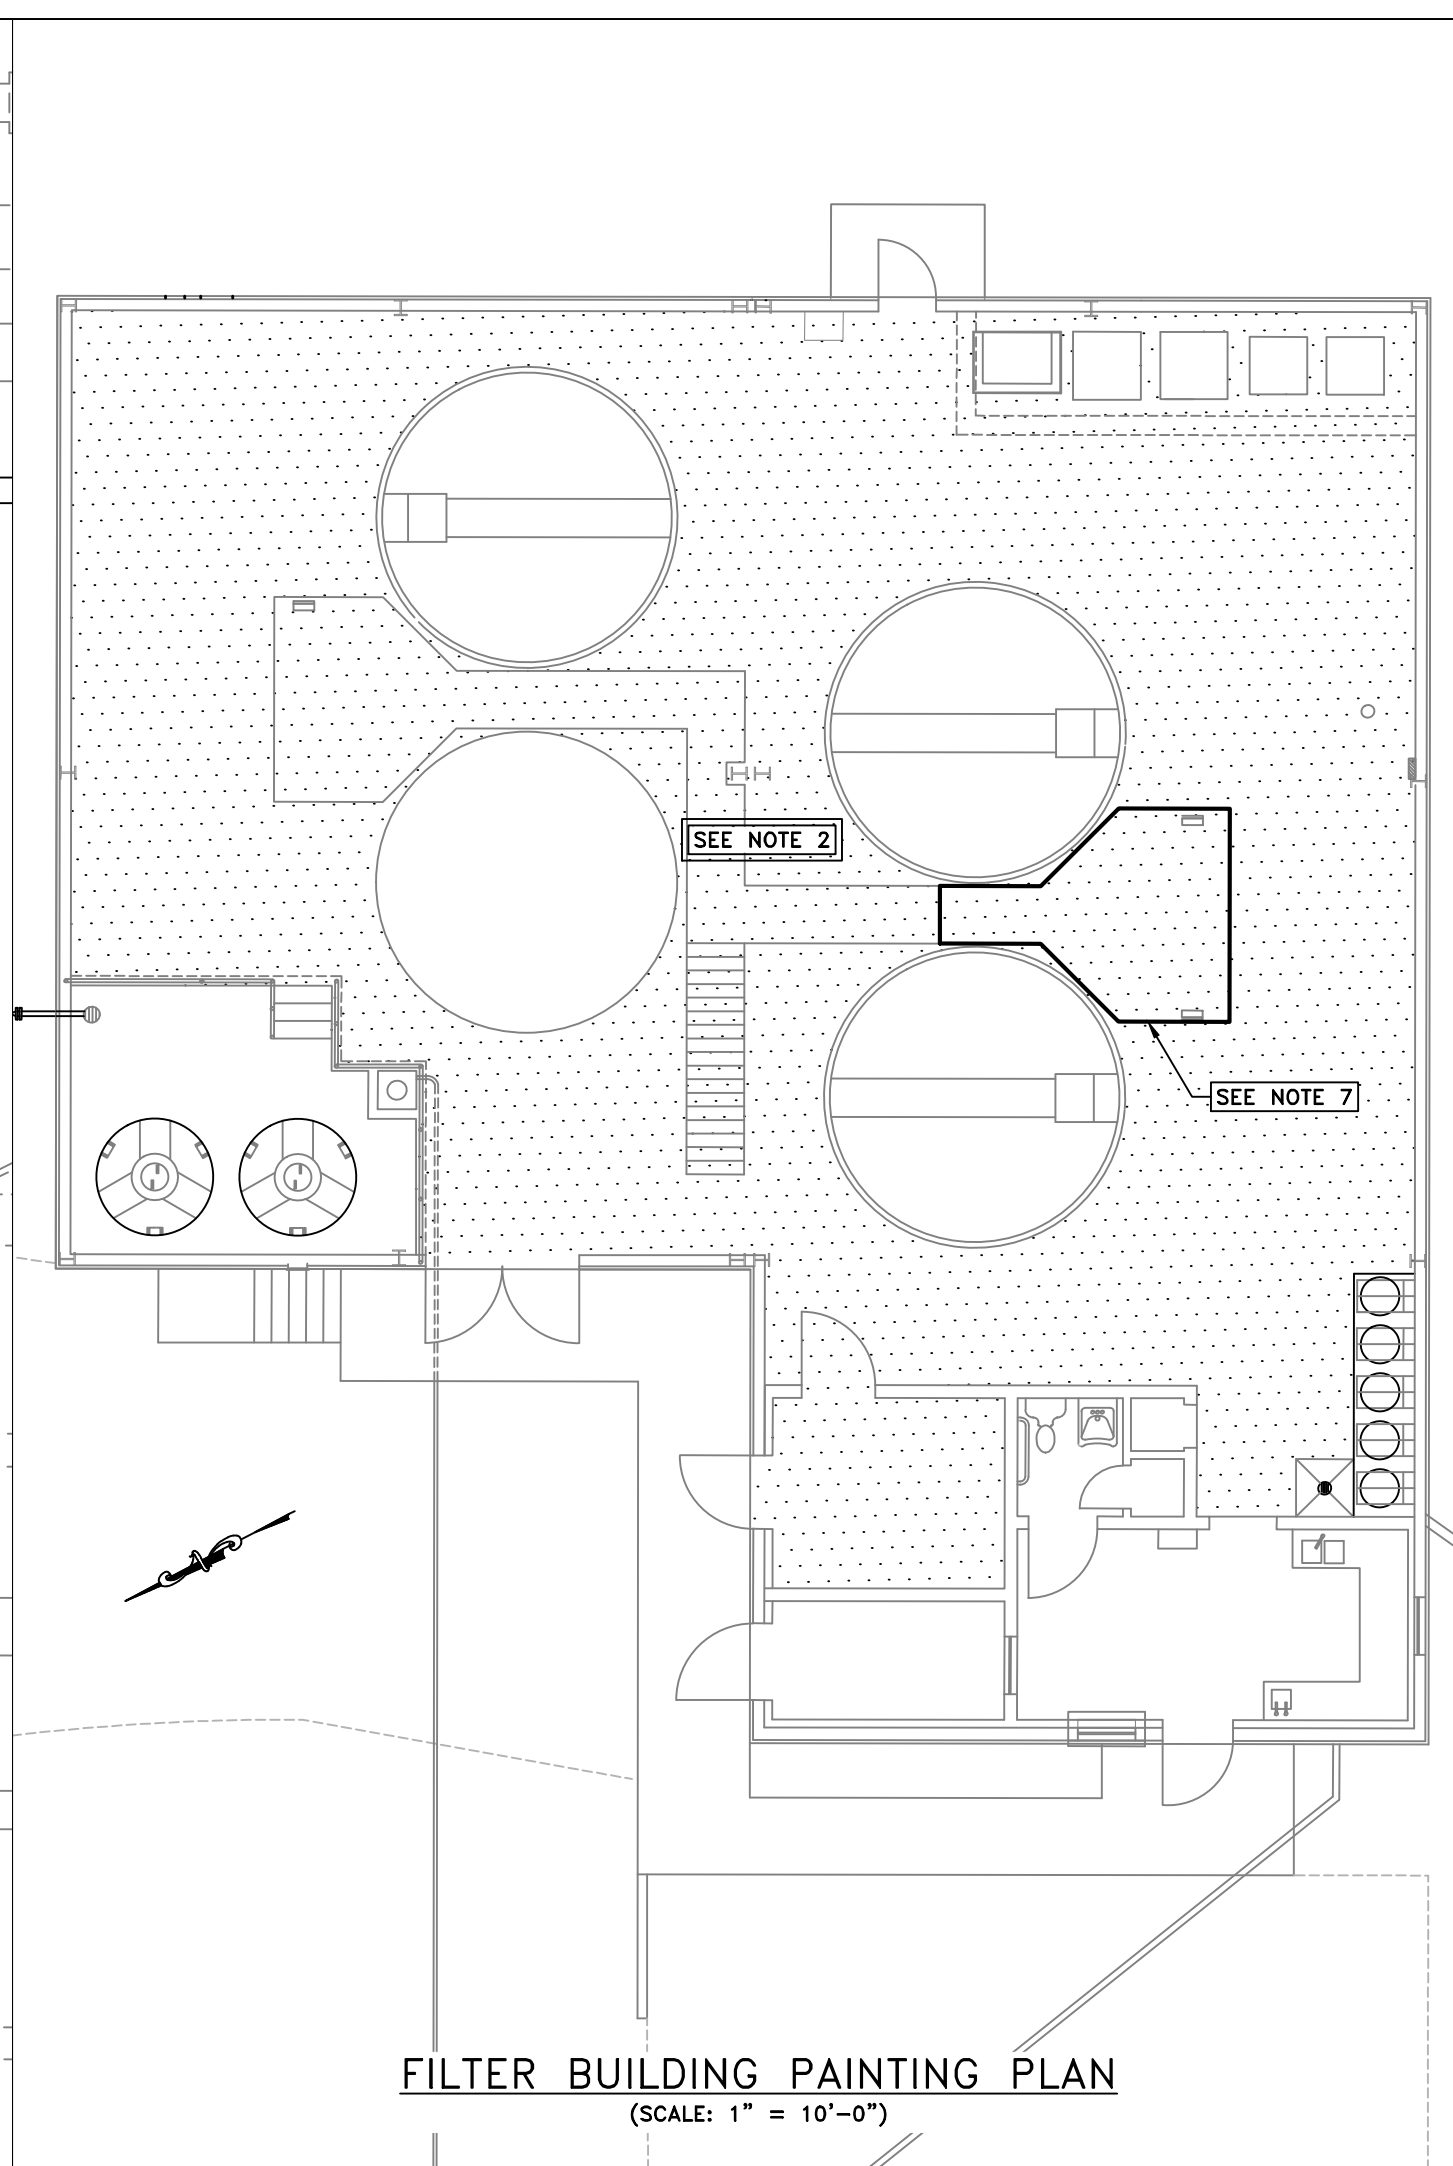 SEE NOTE 2
SEE NOTE 7
FILTER BUILDING PAINTING PLAN
(SCALE: 1" = 10'-0")